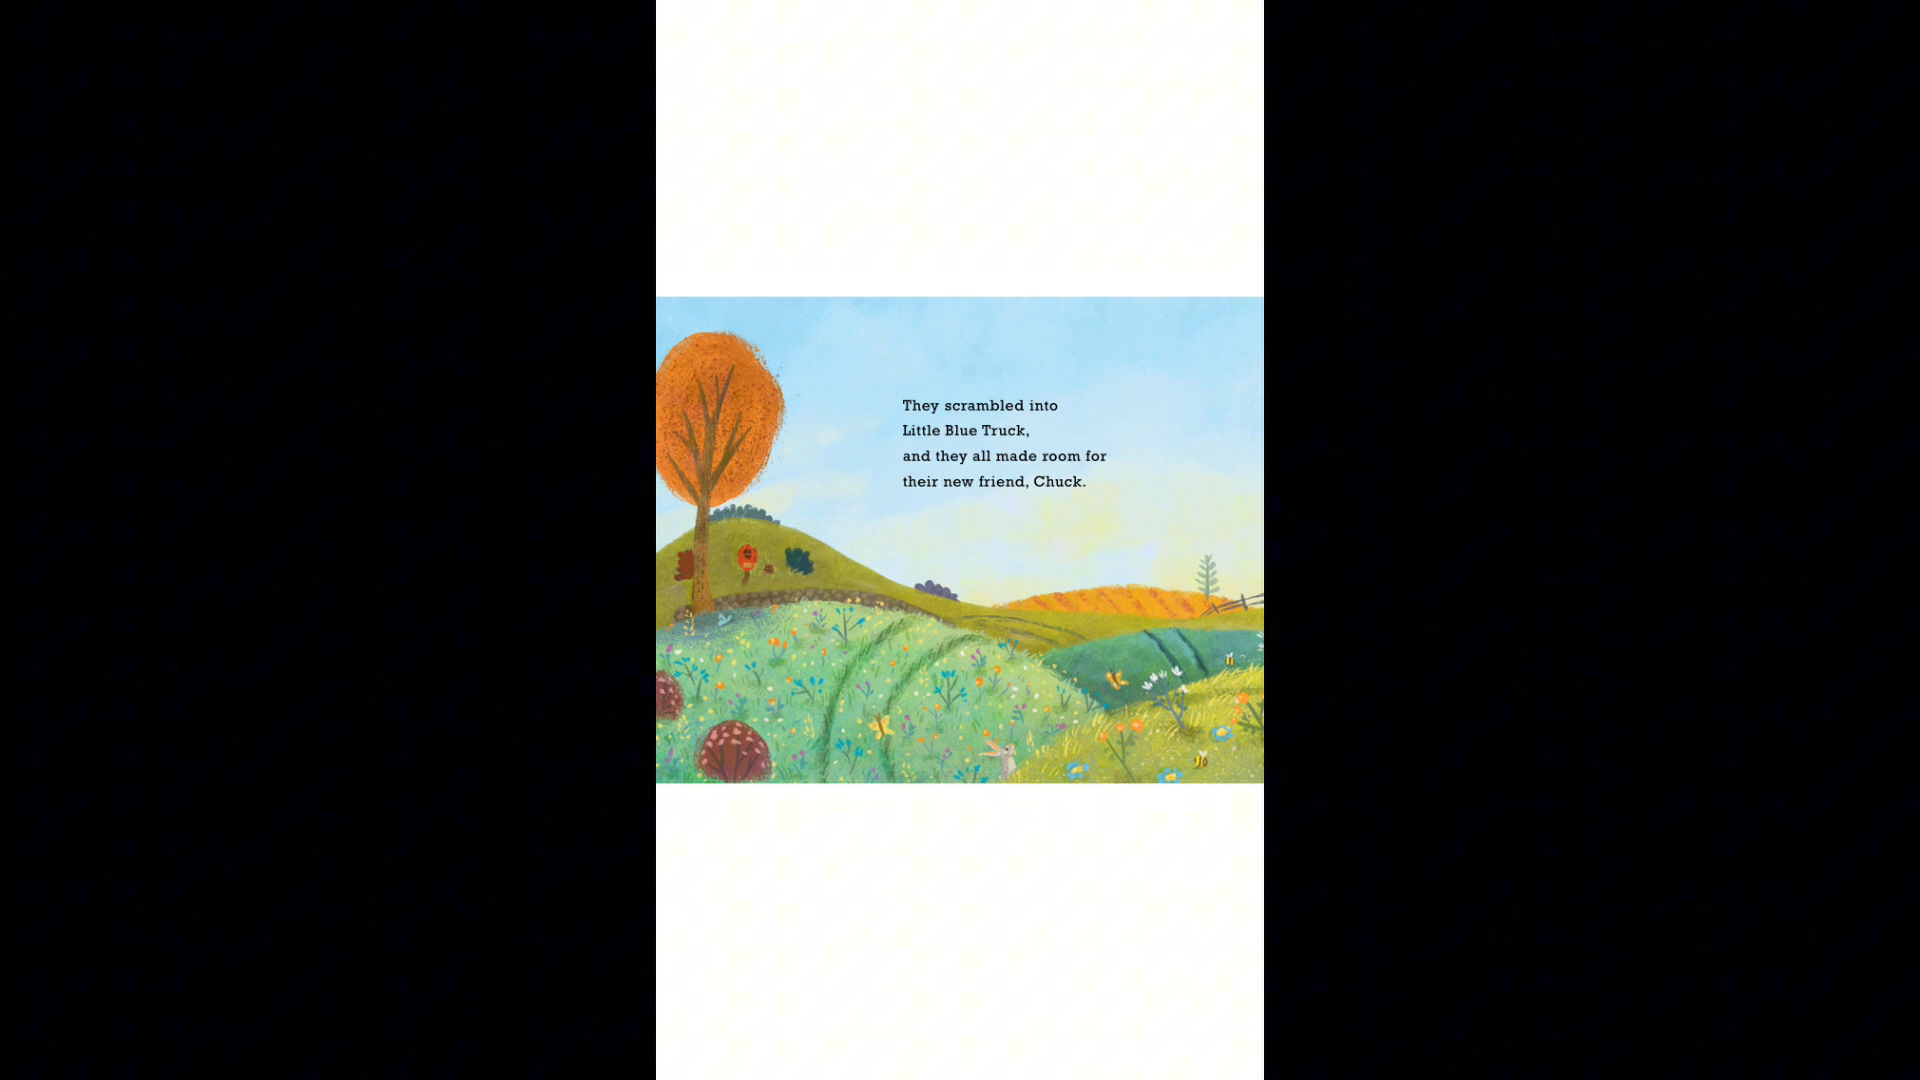 They scrambled into
Little Blue Truck,
and they all made room for
their new friend, Chuck.